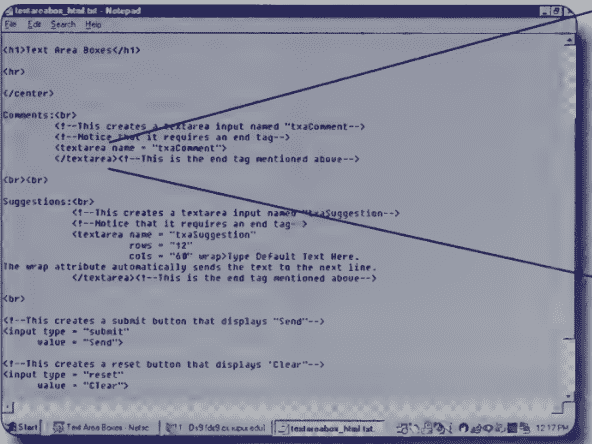 textareabox_html.txt - Notepad
File Edit Search Help
<h1>Text Area Boxes</h1>
<hr>
</center>
Comments:<br>
<!--This creates a textarea input named "txaComment-->
<!--Notice that it requires an end tag-->
<textarea name = "txaComment">
</textarea><!--This is the end tag mentioned above-->
<br><br>
Suggestions:<br>
<!--This creates a textarea input named "txaSuggestion-->
<!--Notice that it requires an end tag-->
<textarea name = "txaSuggestion"
rows = "12"
cols = "60" wrap>Type Default Text Here.
The wrap attribute automatically sends the text to the next line.
</textarea><!--This is the end tag mentioned above-->
<br>
<!--This creates a submit button that displays "Send"-->
<input type = "submit"
value = "Send">
<!--This creates a reset button that displays "Clear"-->
<input type = "reset"
value = "Clear">
Start Text Area Boxes - Netsc textareabox_html.txt. 12:17 PM